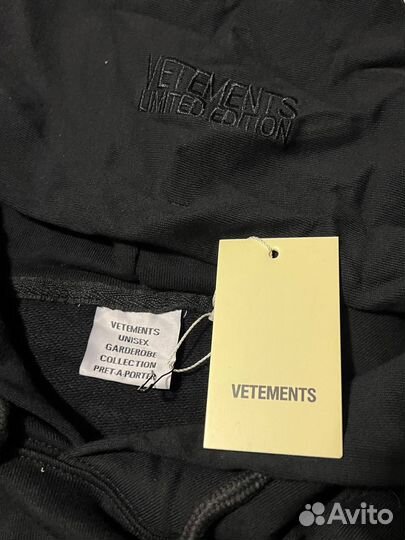 VETEMENTS
LIMITED EDITION
VETEMENTS
UNISEX
GARDEROBE
COLLECTION
PRET-A-PORTER
VETEMENTS
Avito